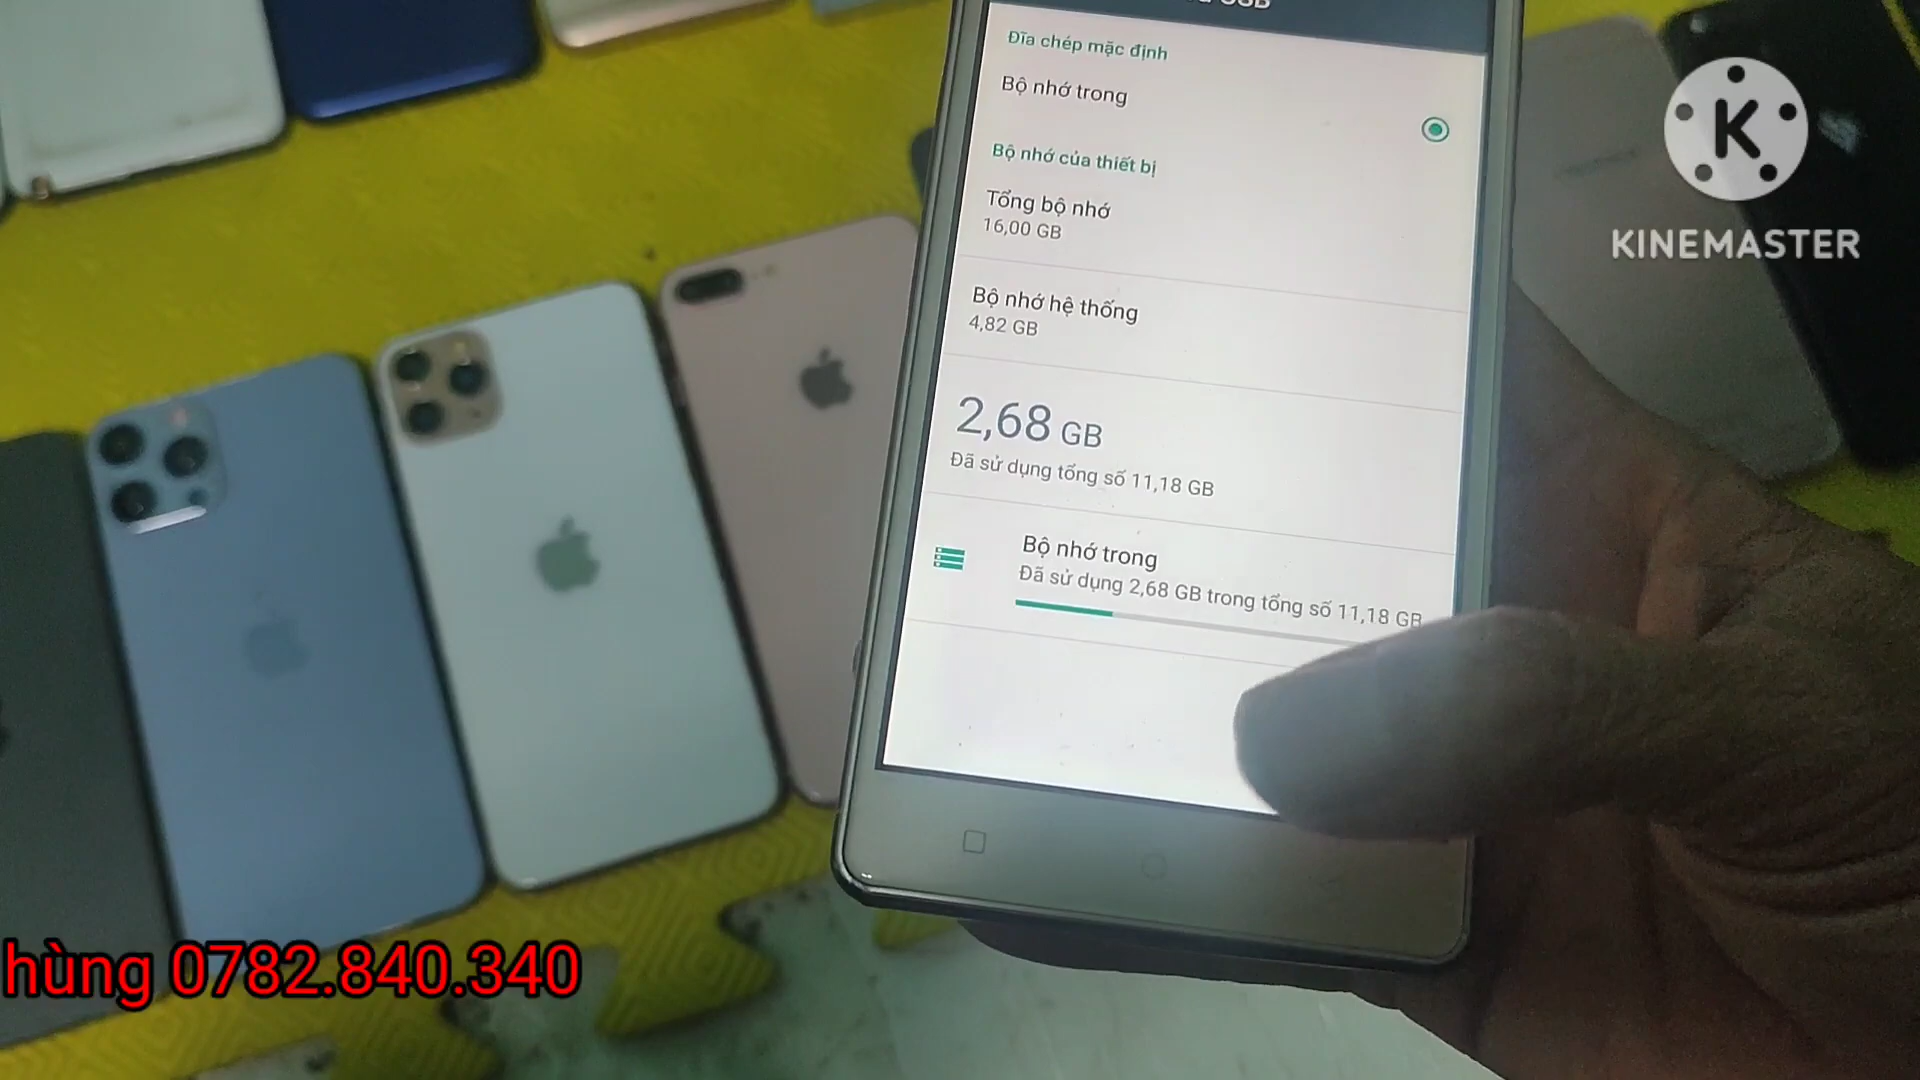 USB
Đĩa chép mặc định
Bộ nhớ trong
Bộ nhớ của thiết bị
Tổng bộ nhớ
16,00 GB
Bộ nhớ hệ thống
4,82 GB
2,68 GB
Đã sử dụng tổng số 11,18 GB
Bộ nhớ trong
Đã sử dụng 2,68 GB trong tổng số 11,18 GB
K
KINEMASTER
hùng 0782.840.340